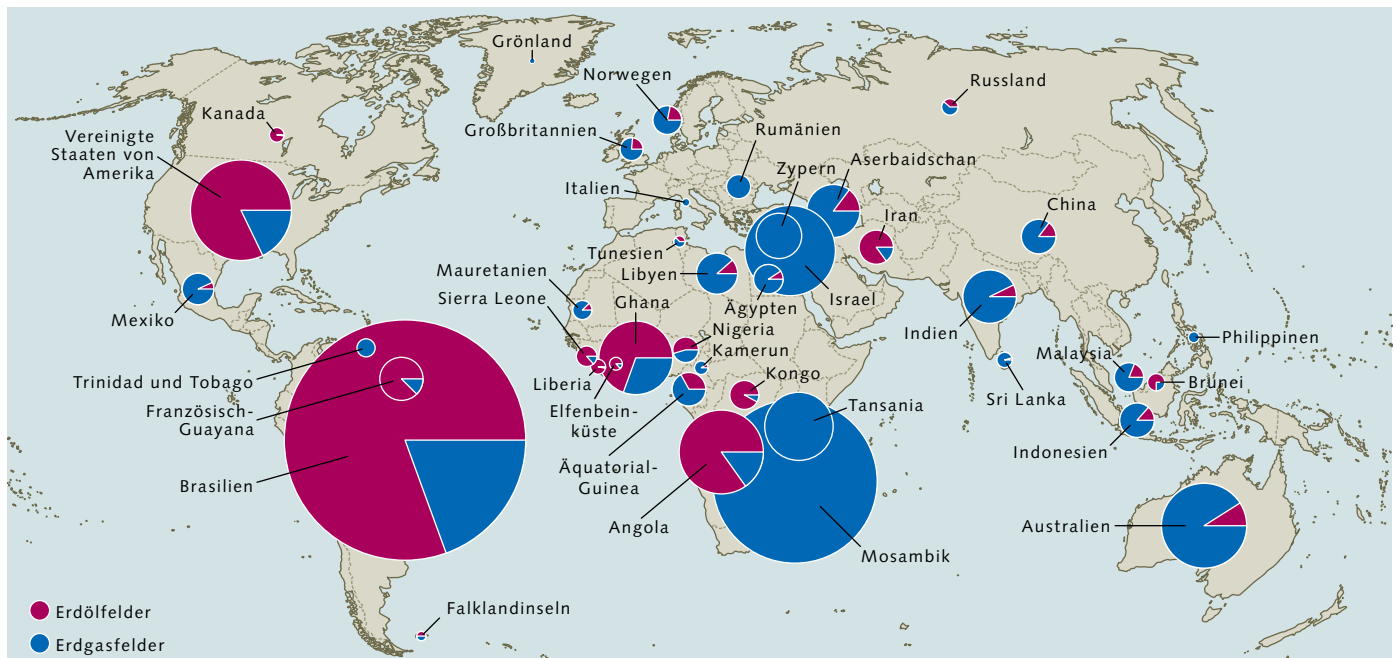 Grönland
Norwegen
Russland
Kanada
Großbritannien
Rumänien
Vereinigte
Staaten von
Amerika
Zypern
Aserbaidschan
Italien
China
Iran
Tunesien
Mauretanien
Libyen
Sierra Leone
Ghana
Ägypten
Israel
Mexiko
Nigeria
Indien
Philippinen
Kamerun
Malaysia
Trinidad und Tobago
Liberia
Kongo
Brunei
Sri Lanka
Französisch-
Guayana
Elfenbein-
küste
Tansania
Indonesien
Äquatorial-
Guinea
Brasilien
Angola
Australien
Mosambik
Erdölfelder
Falklandinseln
Erdgasfelder